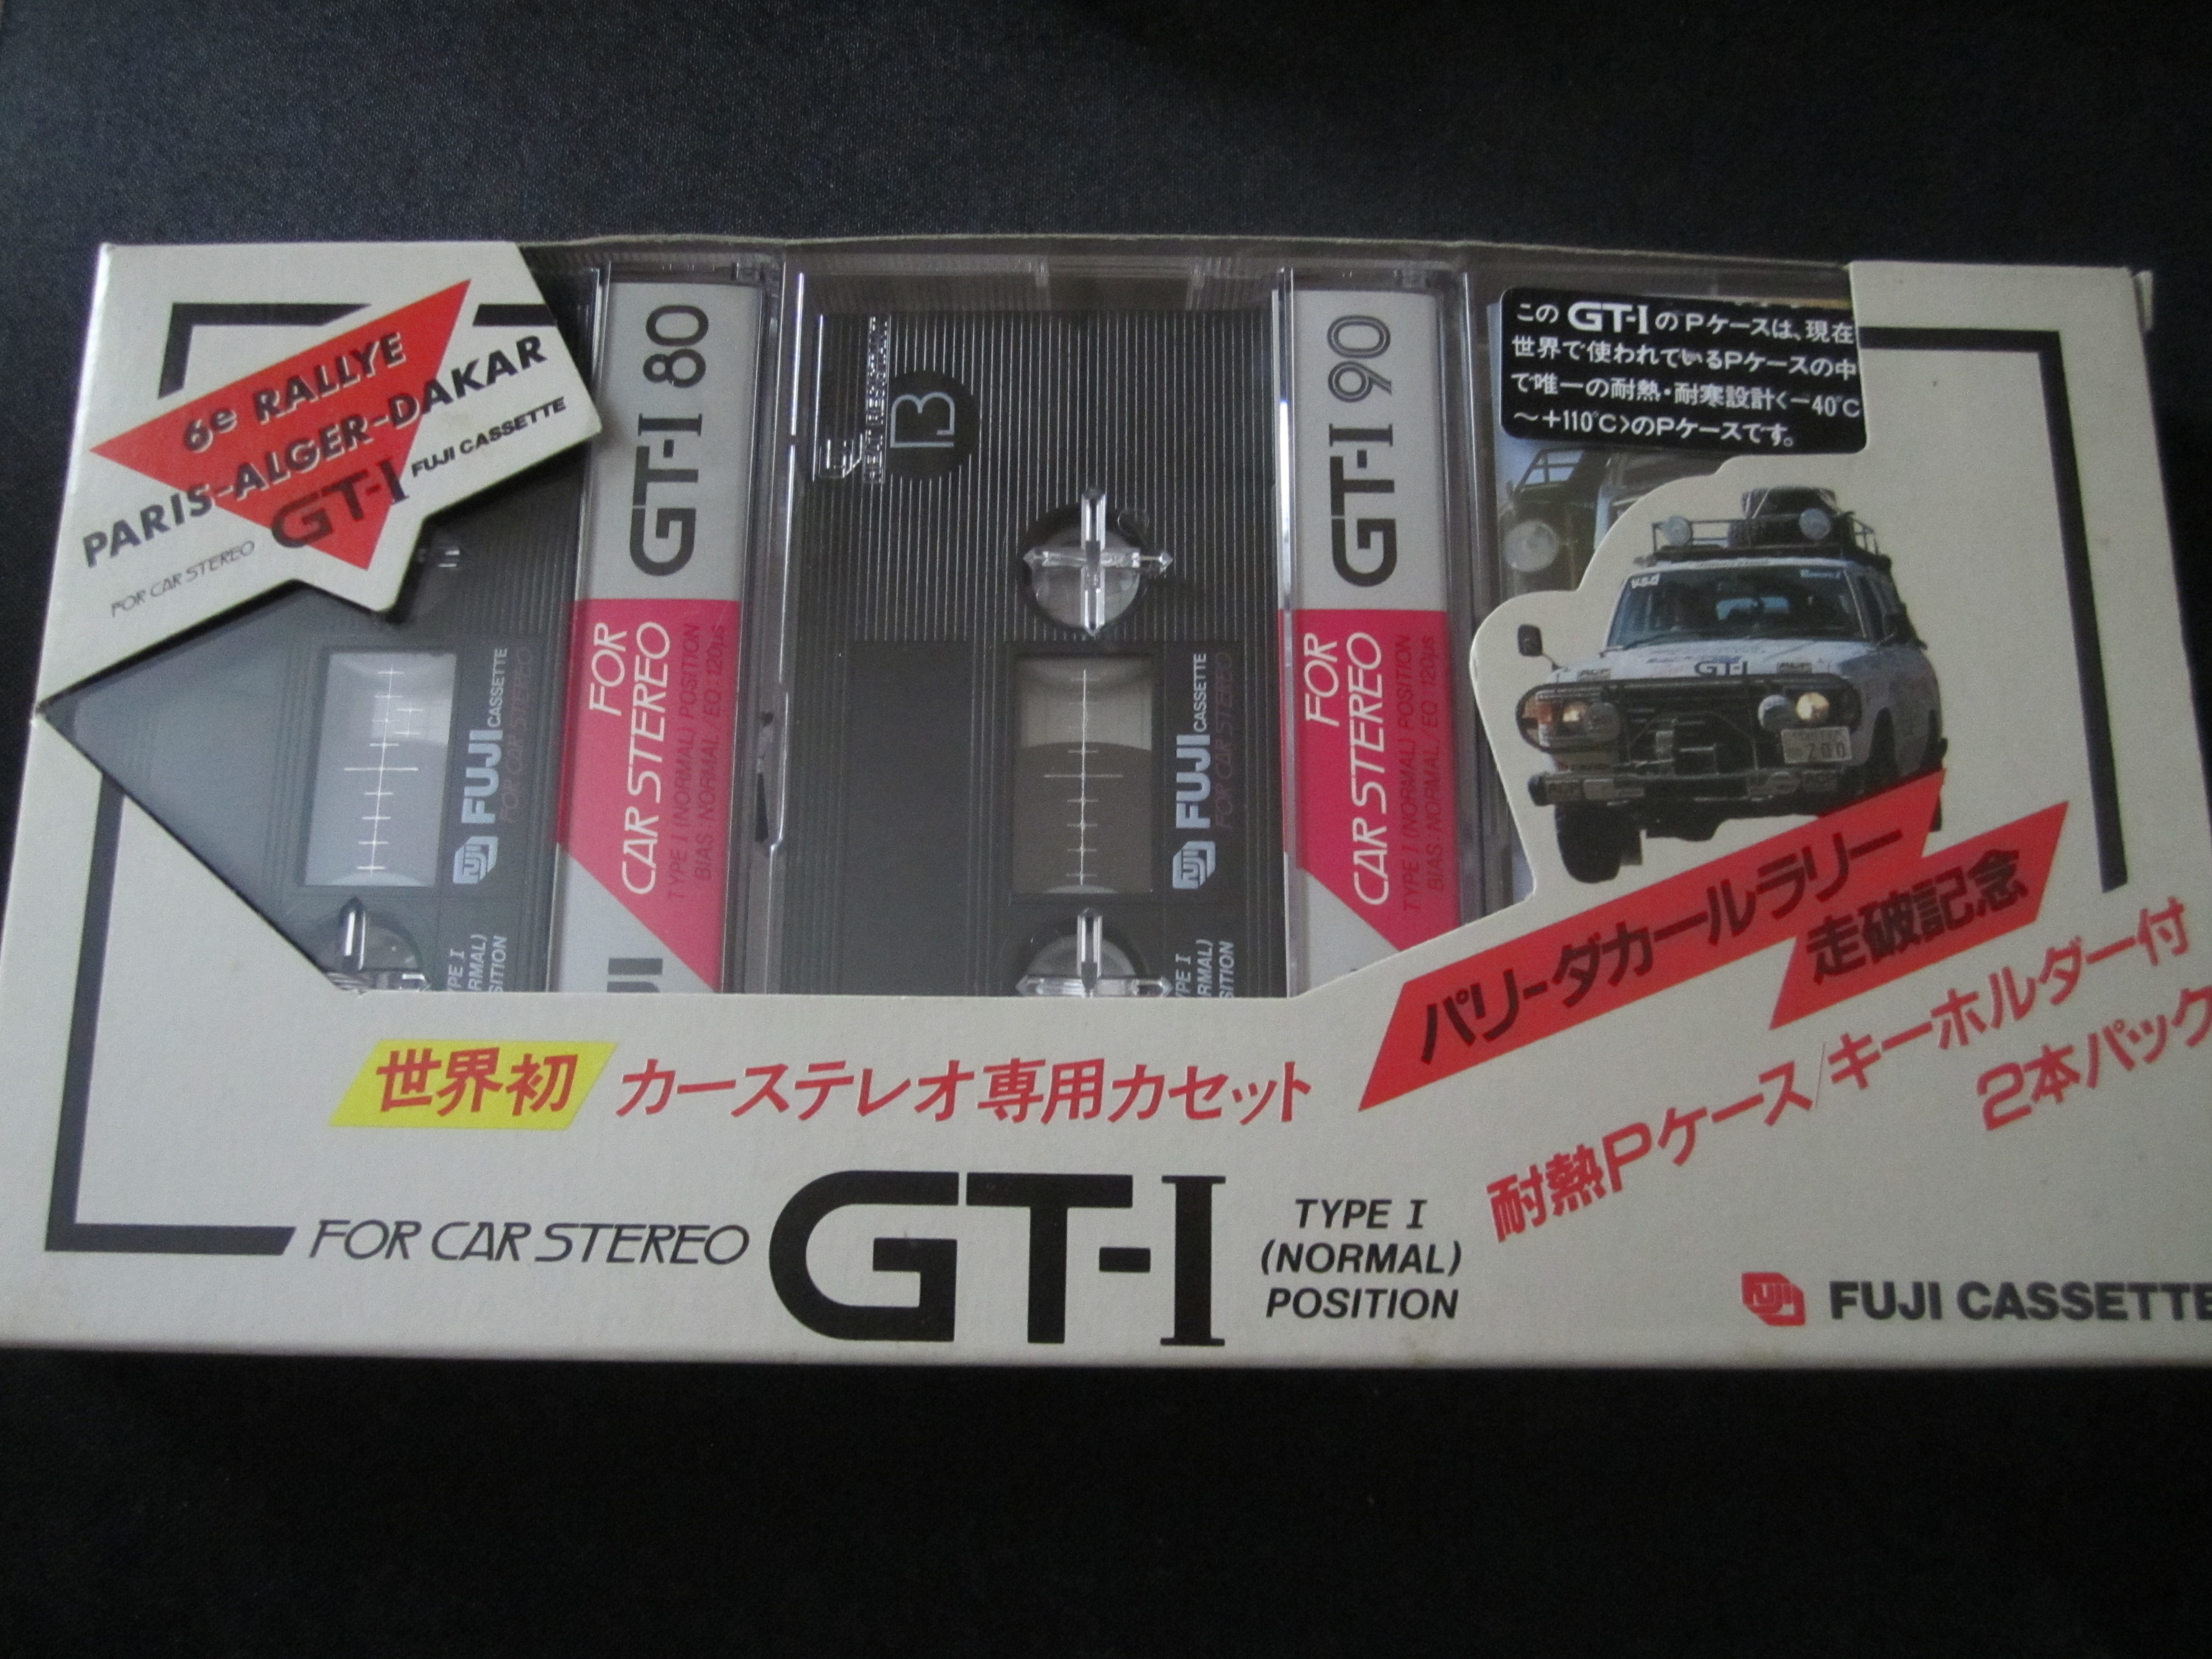 6e RALLYE
PARIS-ALGER-DAKAR
FOR CAR STEREO GT-I FUJI CASSETTE
GT-I 80
FOR
CAR STEREO
TYPE I (NORMAL) POSITION
BIAS: NORMAL / EQ: 120μs
FUJI CASSETTE
FOR CAR STEREO
HEAT RESISTANT
B
FUJI CASSETTE
FOR CAR STEREO
GT-I 90
FOR
CAR STEREO
TYPE I (NORMAL) POSITION
BIAS: NORMAL / EQ: 120μs
この GT-I のPケースは、現在
世界で使われているPケースの中
で唯一の耐熱・耐寒設計<−40℃
〜+110℃>のPケースです。
GT-I
200
パリ-ダカールラリー
走破記念
耐熱Pケース/キーホルダー付
2本パック
世界初 カーステレオ専用カセット
FOR CAR STEREO GT-I
TYPE I
(NORMAL)
POSITION
FUJI FUJI CASSETTE